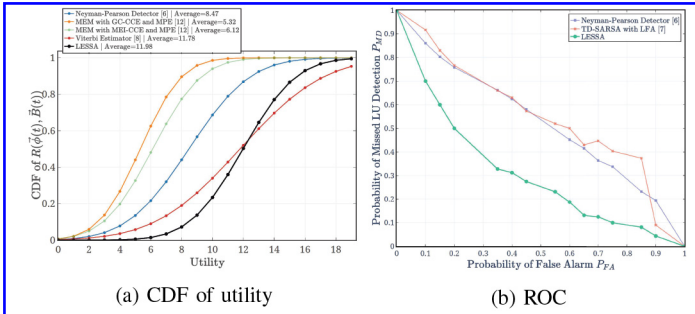 Neyman-Pearson Detector [6] | Average=8.47
MEM with GC-CCE and MPE [12] | Average=5.32
MEM with MEI-CCE and MPE [12] | Average=6.12
Viterbi Estimator [8] | Average=11.78
LESSA | Average=11.98
CDF of R(φ⃗(t), B⃗(t))
1
0.8
0.6
0.4
0.2
0
0 2 4 6 8 10 12 14 16 18
Utility
(a) CDF of utility
Neyman-Pearson Detector [6]
TD-SARSA with LFA [7]
LESSA
Probability of Missed LU Detection P_MD
1
0.9
0.8
0.7
0.6
0.5
0.4
0.3
0.2
0.1
0
0 0.1 0.2 0.3 0.4 0.5 0.6 0.7 0.8 0.9 1
Probability of False Alarm P_FA
(b) ROC